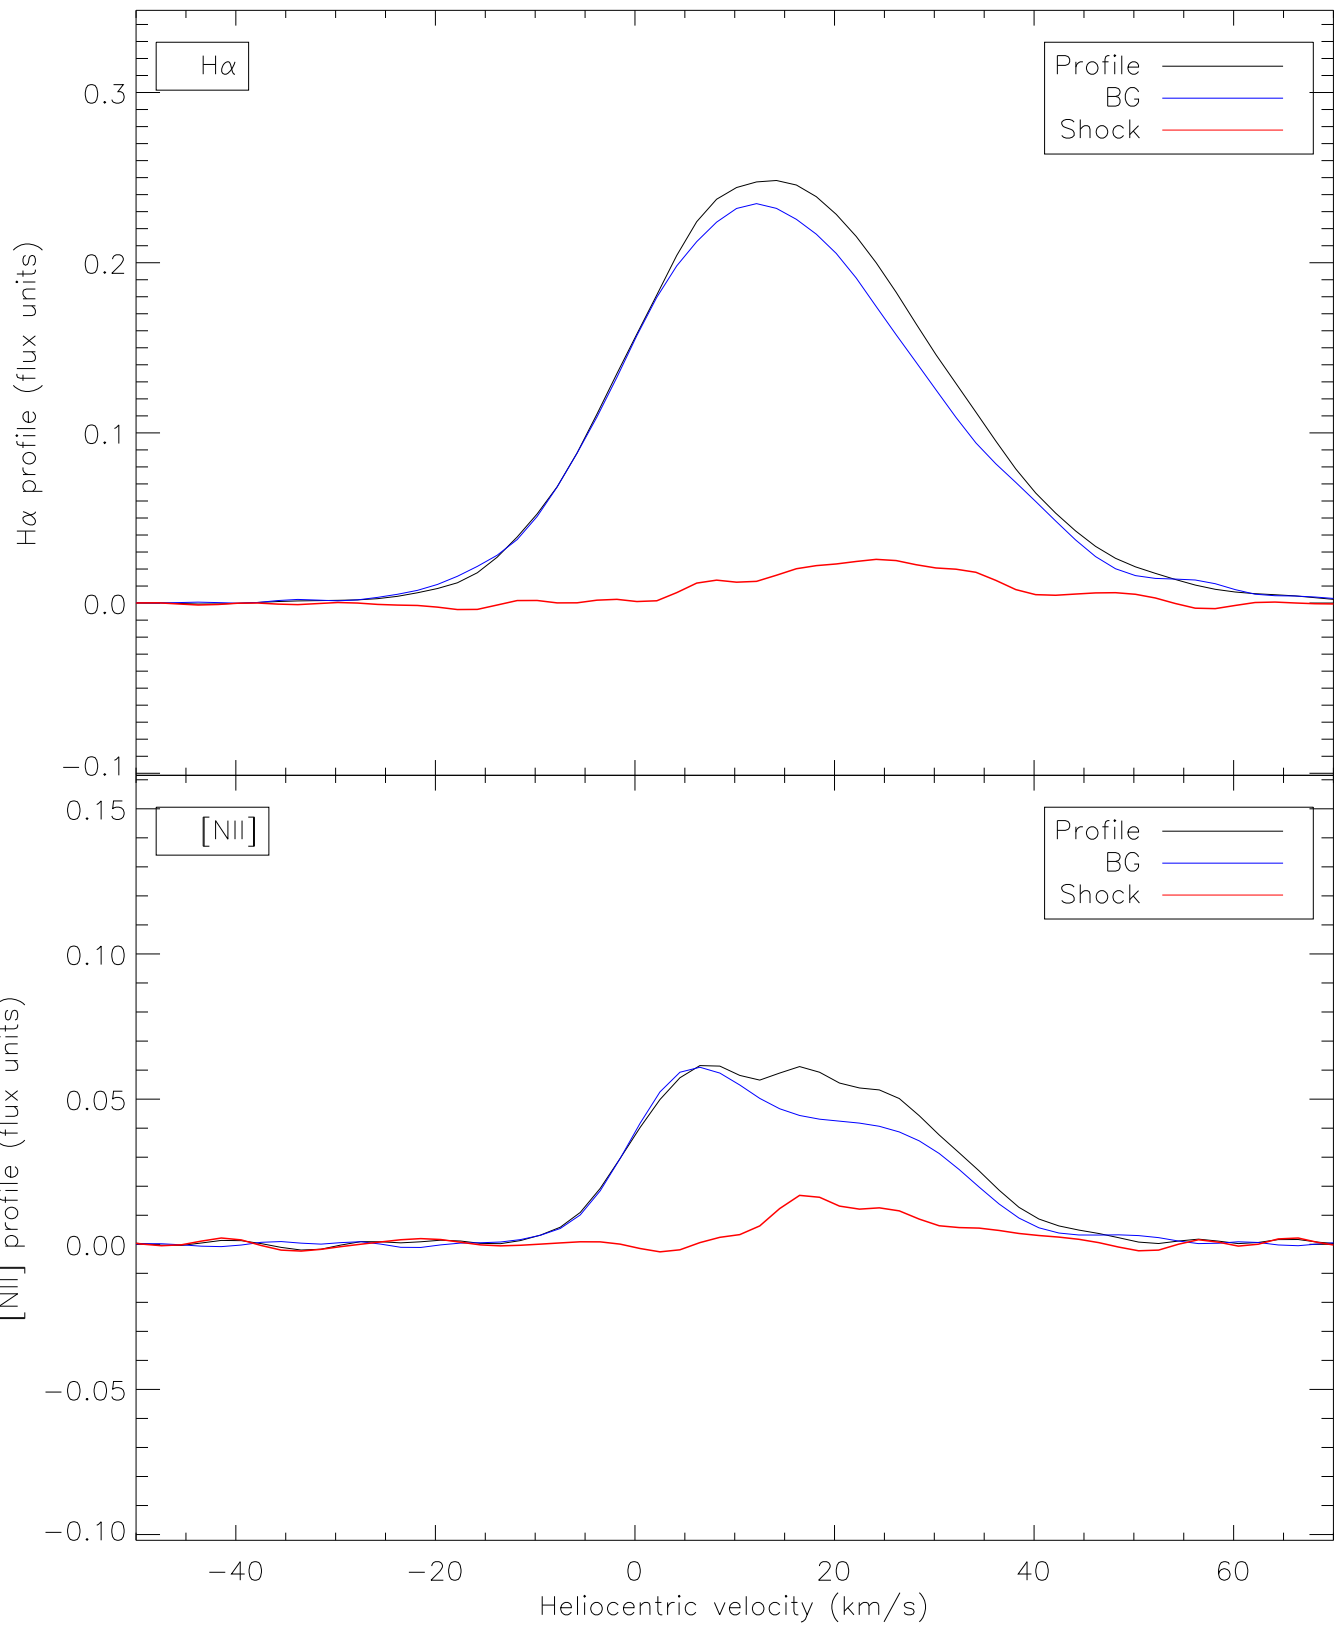 Hα
Profile
BG
Shock
0.3
0.2
0.1
0.0
−0.1
Hα profile (flux units)
[NII]
Profile
BG
Shock
0.15
0.10
0.05
0.00
−0.05
−0.10
[NII] profile (flux units)
−40 −20 0 20 40 60
Heliocentric velocity (km/s)